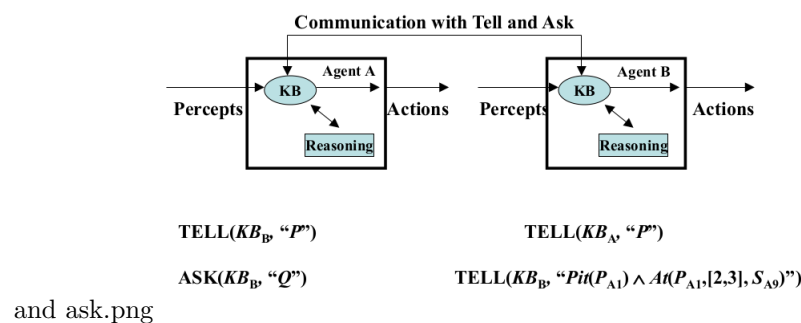 Communication with Tell and Ask
Agent A
KB
Percepts
Actions
Reasoning
Agent B
KB
Percepts
Actions
Reasoning
TELL(KB_B, “P”)
TELL(KB_A, “P”)
ASK(KB_B, “Q”)
TELL(KB_B, “Pit(P_A1) ∧ At(P_A1,[2,3], S_A9)”)
and ask.png